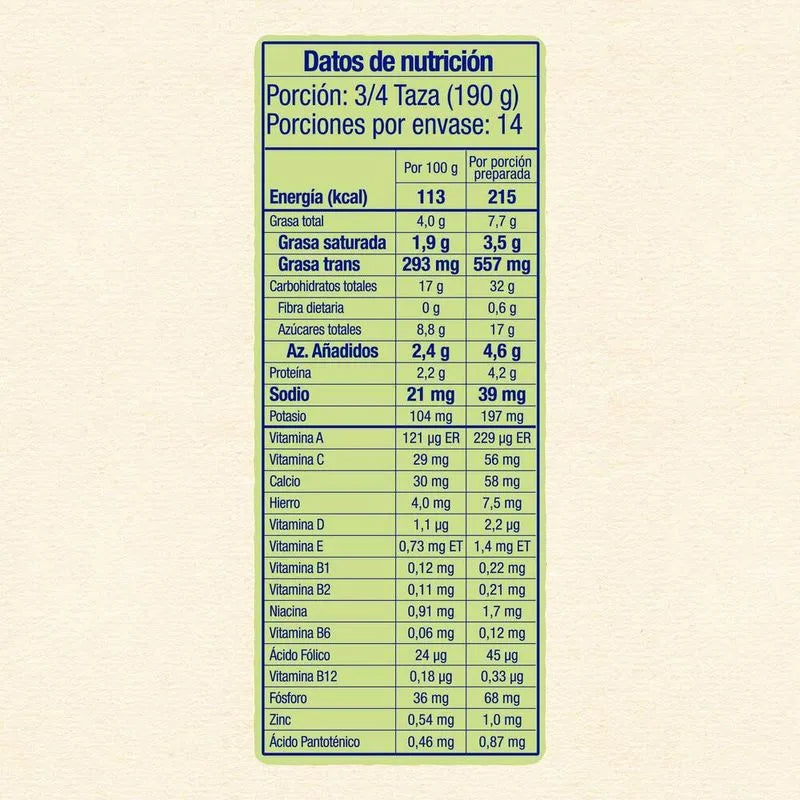 Datos de nutrición
Porción: 3/4 Taza (190 g)
Porciones por envase: 14
Por 100 g Por porción preparada
Energía (kcal) 113 215
Grasa total 4,0 g 7,7 g
Grasa saturada 1,9 g 3,5 g
Grasa trans 293 mg 557 mg
Carbohidratos totales 17 g 32 g
Fibra dietaria 0 g 0,6 g
Azúcares totales 8,8 g 17 g
Az. Añadidos 2,4 g 4,6 g
Proteína 2,2 g 4,2 g
Sodio 21 mg 39 mg
Potasio 104 mg 197 mg
Vitamina A 121 µg ER 229 µg ER
Vitamina C 29 mg 56 mg
Calcio 30 mg 58 mg
Hierro 4,0 mg 7,5 mg
Vitamina D 1,1 µg 2,2 µg
Vitamina E 0,73 mg ET 1,4 mg ET
Vitamina B1 0,12 mg 0,22 mg
Vitamina B2 0,11 mg 0,21 mg
Niacina 0,91 mg 1,7 mg
Vitamina B6 0,06 mg 0,12 mg
Ácido Fólico 24 µg 45 µg
Vitamina B12 0,18 µg 0,33 µg
Fósforo 36 mg 68 mg
Zinc 0,54 mg 1,0 mg
Ácido Pantoténico 0,46 mg 0,87 mg